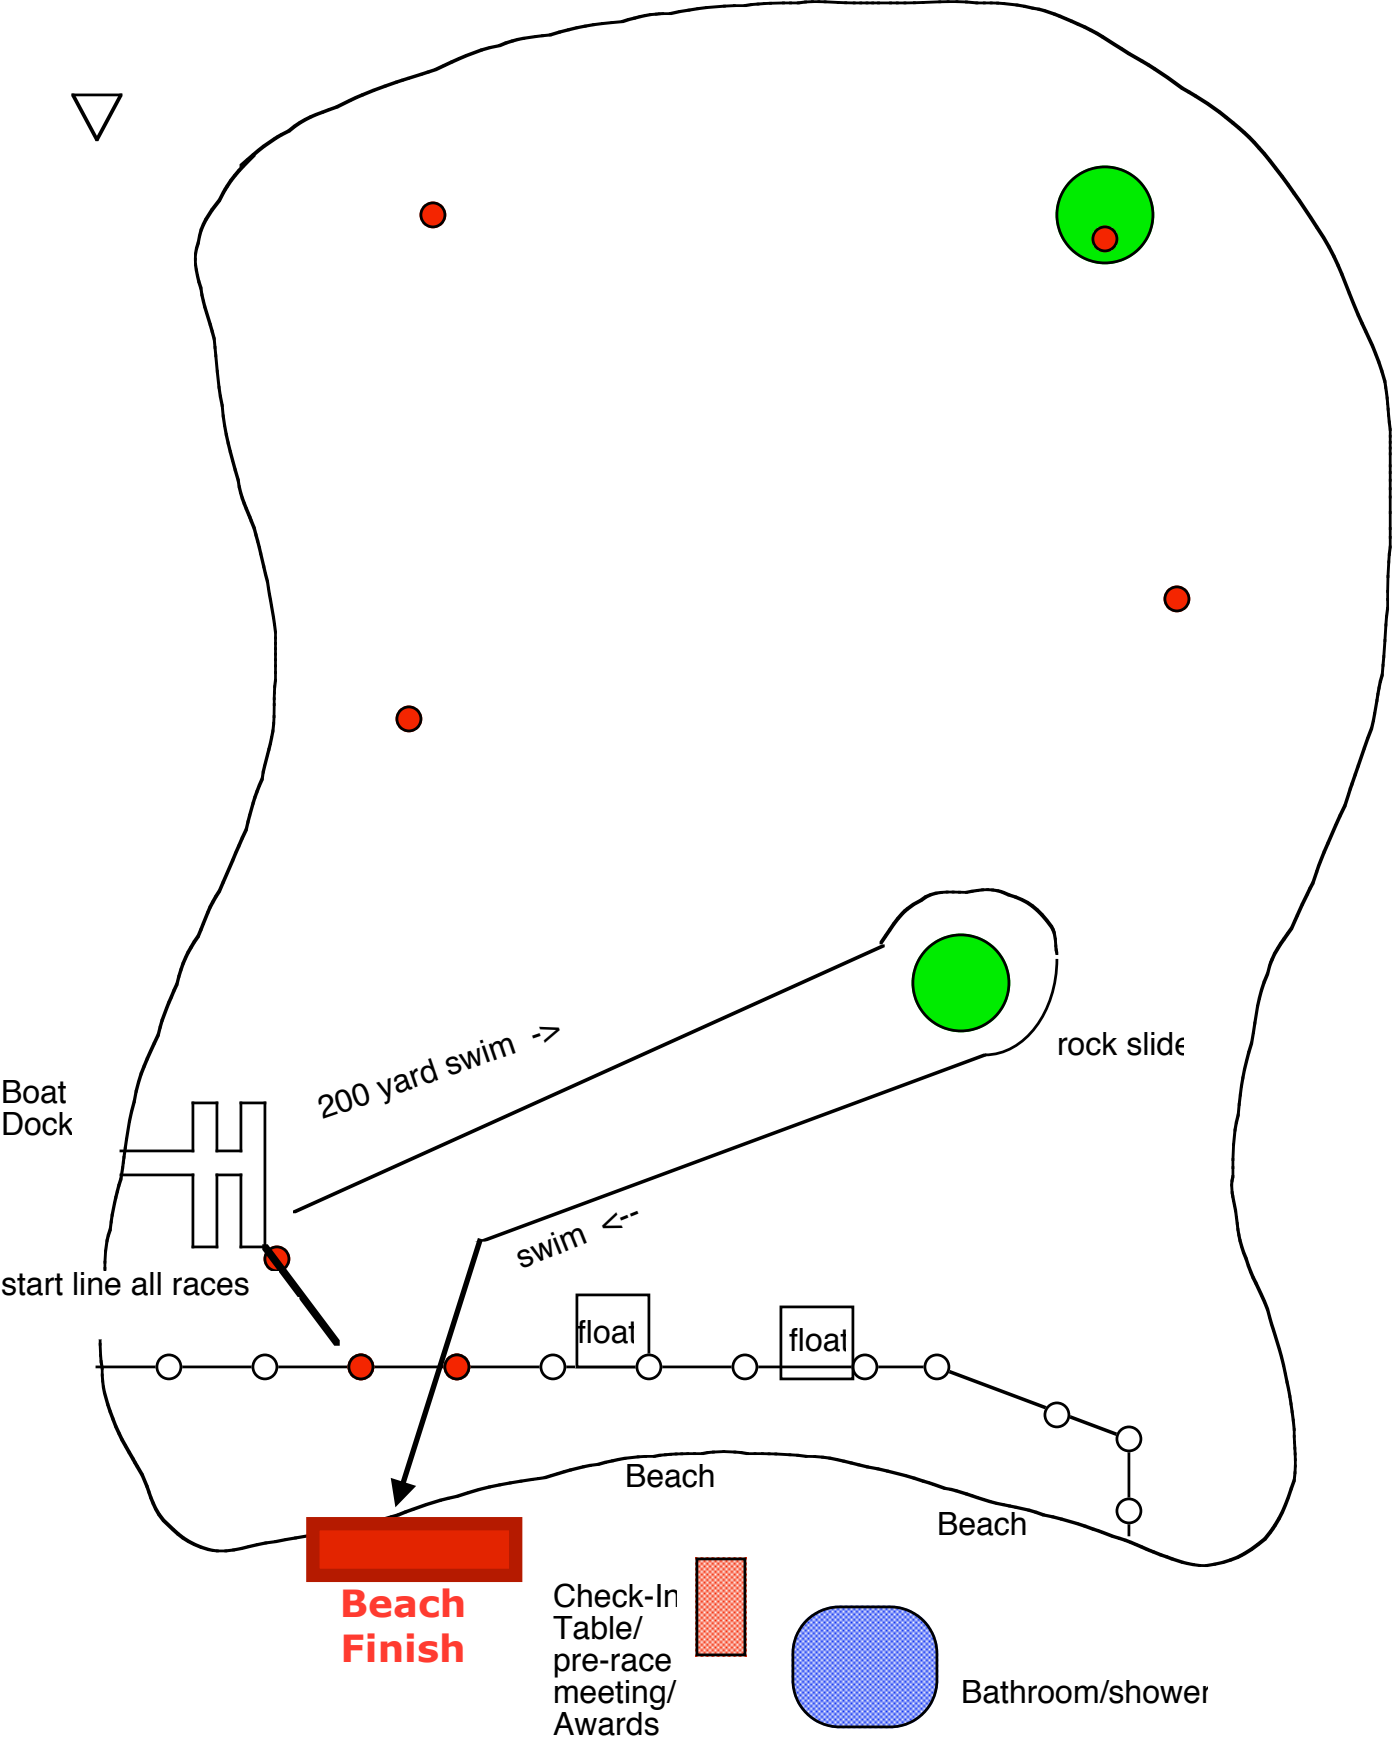 200 yard swim ->
rock slide
Boat
Dock
swim <--
start line all races
float
float
Beach
Beach
Beach
Finish
Check-In
Table/
pre-race
meeting/
Awards
Bathroom/shower